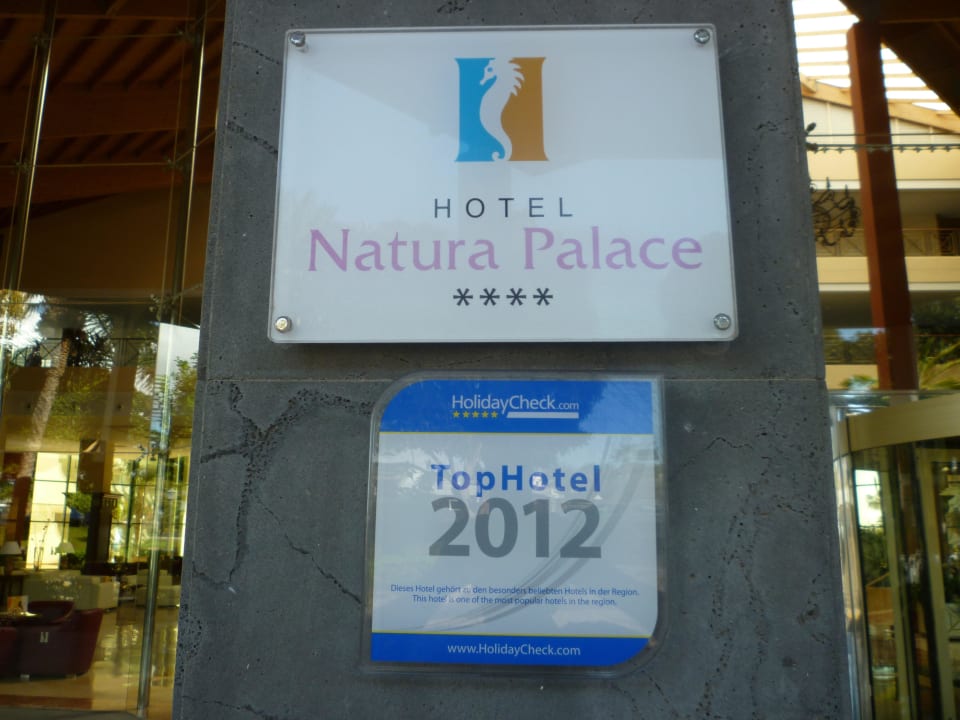 HOTEL
Natura Palace
****
HolidayCheck.com
TopHotel
2012
Dieses Hotel gehört zu den besonders beliebten Hotels in der Region.
This hotel is one of the most popular hotels in the region.
www.HolidayCheck.com